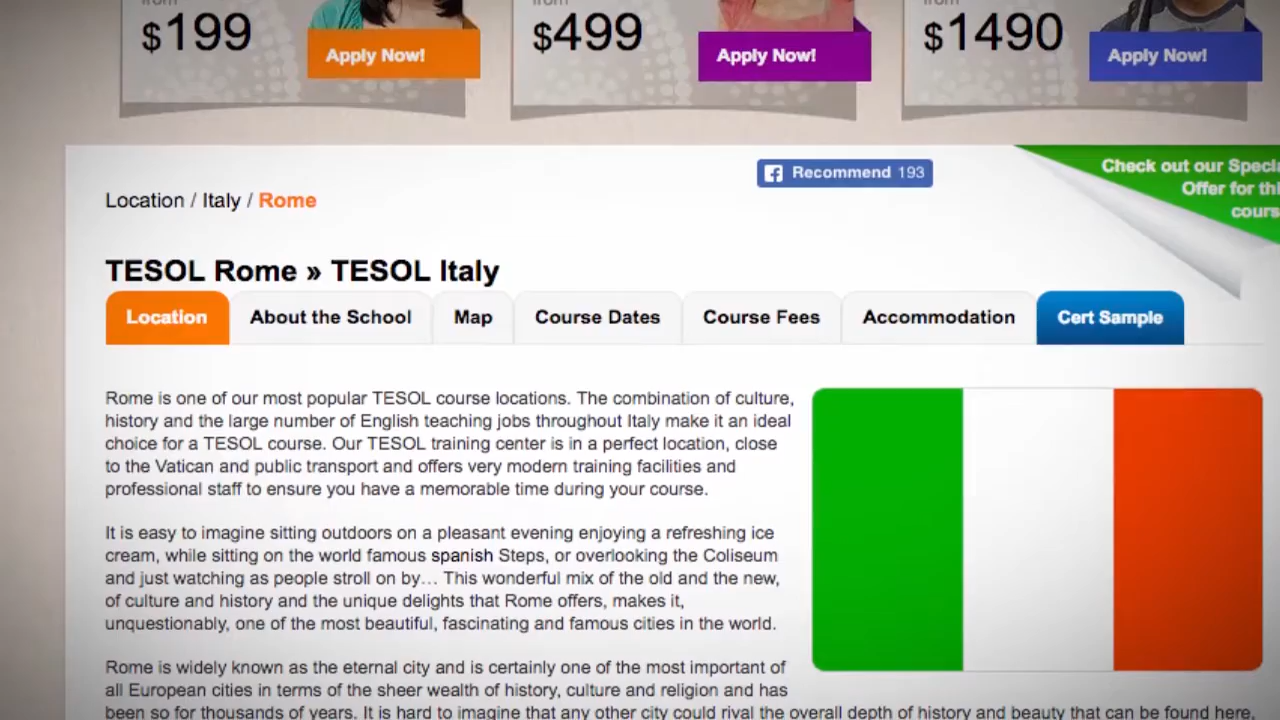 from
from
from
$199
$499
$1490
Apply Now!
Apply Now!
Apply Now!
Recommend 193
Check out our Speci
Offer for thi
cours
Location / Italy / Rome
TESOL Rome » TESOL Italy
Location
About the School
Map
Course Dates
Course Fees
Accommodation
Cert Sample
Rome is one of our most popular TESOL course locations. The combination of culture,
history and the large number of English teaching jobs throughout Italy make it an ideal
choice for a TESOL course. Our TESOL training center is in a perfect location, close
to the Vatican and public transport and offers very modern training facilities and
professional staff to ensure you have a memorable time during your course.
It is easy to imagine sitting outdoors on a pleasant evening enjoying a refreshing ice
cream, while sitting on the world famous spanish Steps, or overlooking the Coliseum
and just watching as people stroll on by… This wonderful mix of the old and the new,
of culture and history and the unique delights that Rome offers, makes it,
unquestionably, one of the most beautiful, fascinating and famous cities in the world.
Rome is widely known as the eternal city and is certainly one of the most important of
all European cities in terms of the sheer wealth of history, culture and religion and has
been so for thousands of years. It is hard to imagine that any other city could rival the overall depth of history and beauty that can be found here,